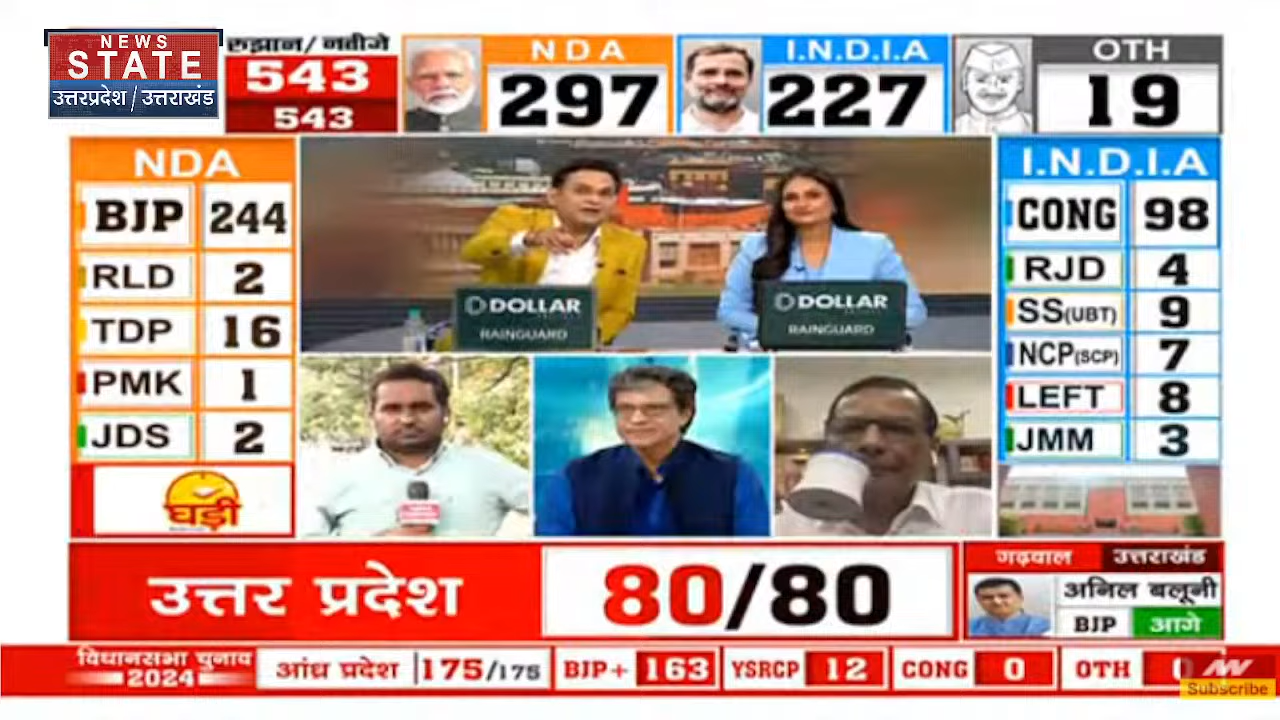 NEWS
STATE
उत्तरप्रदेश / उत्तराखंड
रुझान/ नतीजे
543
543
NDA
297
I.N.D.I.A
227
OTH
19
NDA
BJP 244
RLD 2
TDP 16
PMK 1
JDS 2
घड़ी
DOLLAR
RAINGUARD
DOLLAR
RAINGUARD
I.N.D.I.A
CONG 98
RJD 4
SS(UBT) 9
NCP(SCP) 7
LEFT 8
JMM 3
उत्तर प्रदेश 80/80
गढ़वाल उत्तराखंड
अनिल बलूनी
BJP आगे
विधानसभा चुनाव
2024
आंध्र प्रदेश 175/175 BJP+ 163 YSRCP 12 CONG 0 OTH 0
Subscribe